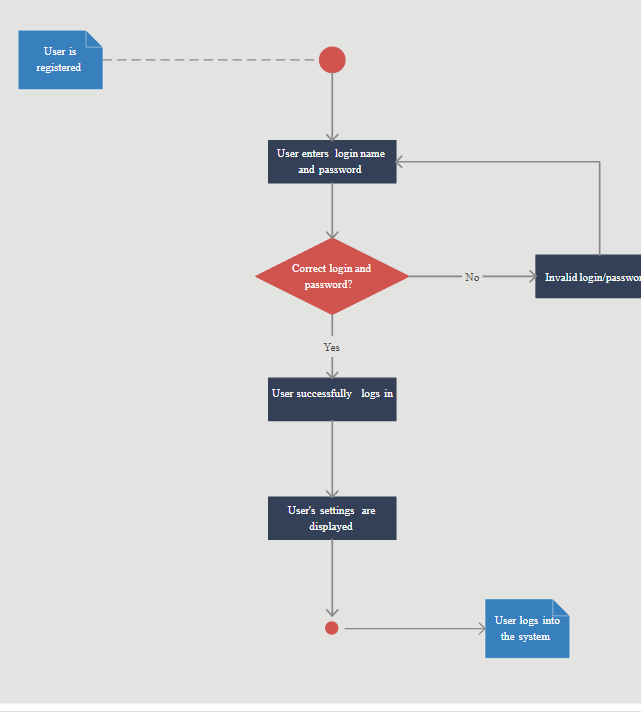 User is
registered
User enters login name
and password
Correct login and
password?
No
Invalid login/passwor
Yes
User successfully logs in
User's settings are
displayed
User logs into
the system